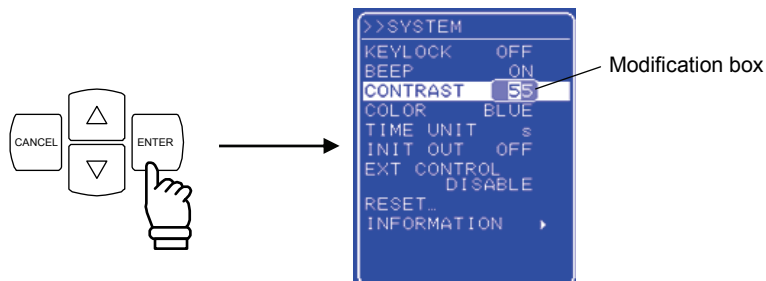 CANCEL
△
▽
ENTER
>>SYSTEM
KEYLOCK OFF
BEEP ON
CONTRAST 55
COLOR BLUE
TIME UNIT s
INIT OUT OFF
EXT CONTROL
DISABLE
RESET…
INFORMATION ▸
Modification box